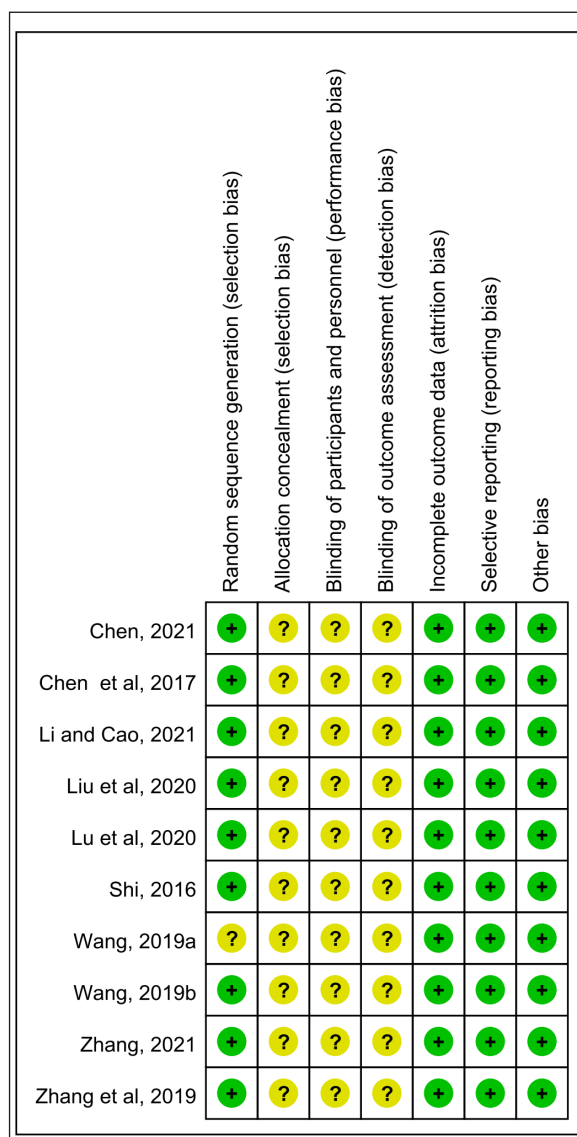 Random sequence generation (selection bias)
Allocation concealment (selection bias)
Blinding of participants and personnel (performance bias)
Blinding of outcome assessment (detection bias)
Incomplete outcome data (attrition bias)
Selective reporting (reporting bias)
Other bias
Chen, 2021 + ? ? ? + + +
Chen et al, 2017 + ? ? ? + + +
Li and Cao, 2021 + ? ? ? + + +
Liu et al, 2020 + ? ? ? + + +
Lu et al, 2020 + ? ? ? + + +
Shi, 2016 + ? ? ? + + +
Wang, 2019a ? ? ? ? + + +
Wang, 2019b + ? ? ? + + +
Zhang, 2021 + ? ? ? + + +
Zhang et al, 2019 + ? ? ? + + +